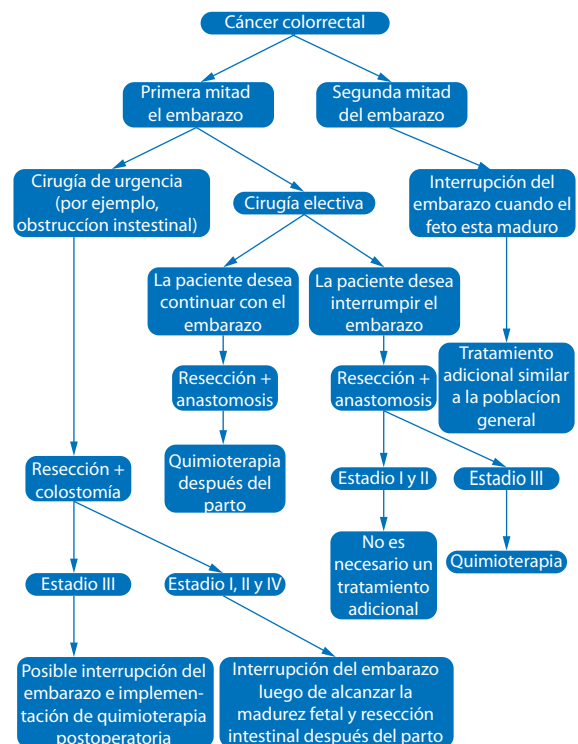 Cáncer colorrectal
Primera mitad
el embarazo
Segunda mitad
del embarazo
Cirugía de urgencia
(por ejemplo,
obstruccíon instestinal)
Cirugía electiva
Interrupción del
embarazo cuando el
feto esta maduro
La paciente desea
continuar con el
embarazo
La paciente desea
interrumpir el
embarazo
Tratamiento
adicional similar
a la poblacíon
general
Resección +
anastomosis
Resección +
anastomosis
Resección +
colostomía
Quimioterapia
después del
parto
Estadio I y II
Estadio III
No es
necesario un
tratamiento
adicional
Quimioterapia
Estadio III
Estadio I, II y IV
Posible interrupción del
embarazo e implemen-
tación de quimioterapia
postoperatoria
Interrupción del embarazo
luego de alcanzar la
madurez fetal y resección
intestinal después del parto